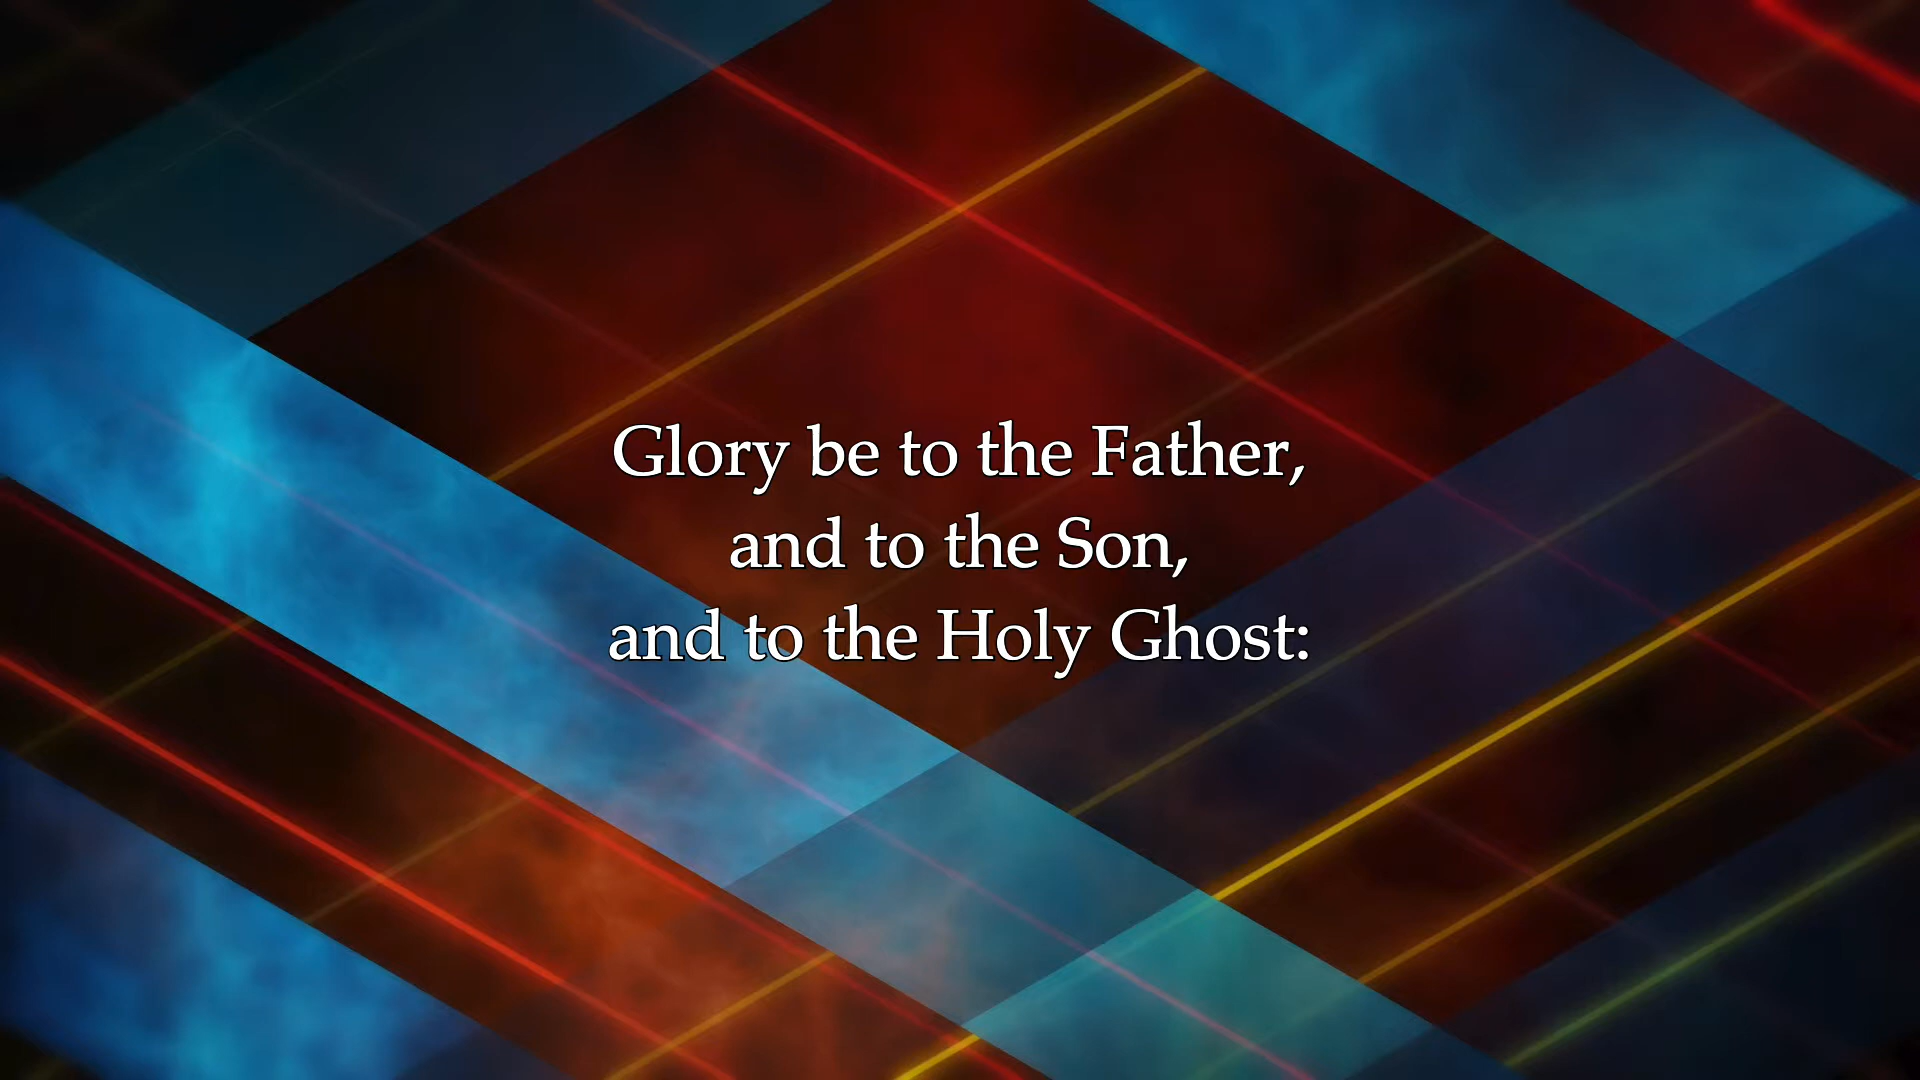 Glory be to the Father,
and to the Son,
and to the Holy Ghost: